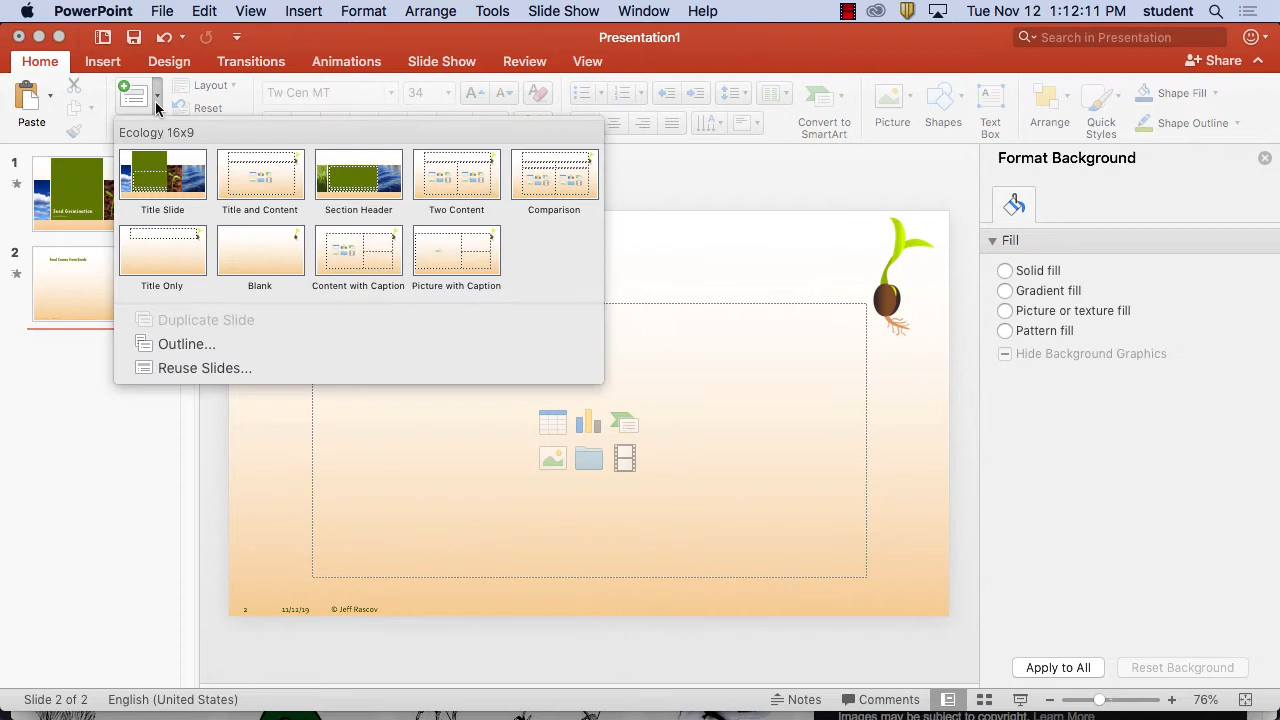 PowerPoint File Edit View Insert Format Arrange Tools Slide Show Window Help Tue Nov 12 1:12:11 PM student
Presentation1
Search in Presentation
Home Insert Design Transitions Animations Slide Show Review View Share
Paste
Layout
Reset
Tw Cen MT 34
Convert to
SmartArt
Picture
Shapes
Text
Box
Arrange
Quick
Styles
Shape Fill
Shape Outline
Ecology 16x9
Title Slide Title and Content Section Header Two Content Comparison
Title Only Blank Content with Caption Picture with Caption
Duplicate Slide
Outline...
Reuse Slides...
1
Seed Germination
2
Food Comes from Seeds
2 11/11/19 © Jeff Rascov
Format Background
Fill
Solid fill
Gradient fill
Picture or texture fill
Pattern fill
Hide Background Graphics
Apply to All Reset Background
Slide 2 of 2 English (United States) Notes Comments 76%
Images may be subject to copyright. Learn More